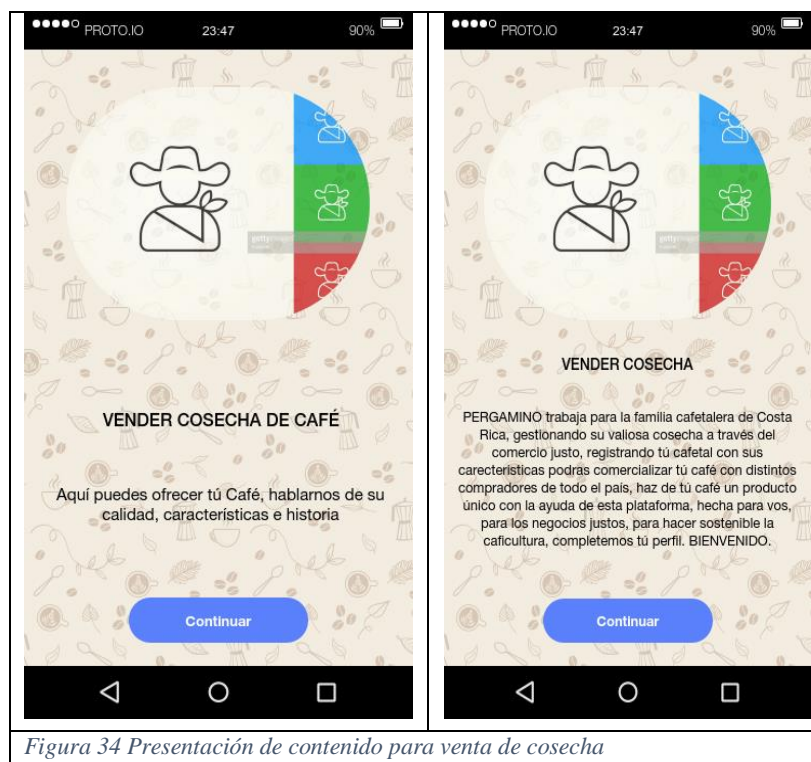 PROTO.IO 23:47 90%
gettyimages
VENDER COSECHA DE CAFÉ
Aquí puedes ofrecer tú Café, hablarnos de su
calidad, características e historia
Continuar
PROTO.IO 23:47 90%
gettyimages
VENDER COSECHA
PERGAMINO trabaja para la familia cafetalera de Costa
Rica, gestionando su valiosa cosecha a través del
comercio justo, registrando tú cafetal con sus
carecteristicas podras comercializar tú café con distintos
compradores de todo el país, haz de tú café un producto
único con la ayuda de esta plataforma, hecha para vos,
para los negocios justos, para hacer sostenible la
caficultura, completemos tú perfil. BIENVENIDO.
Continuar
Figura 34 Presentación de contenido para venta de cosecha